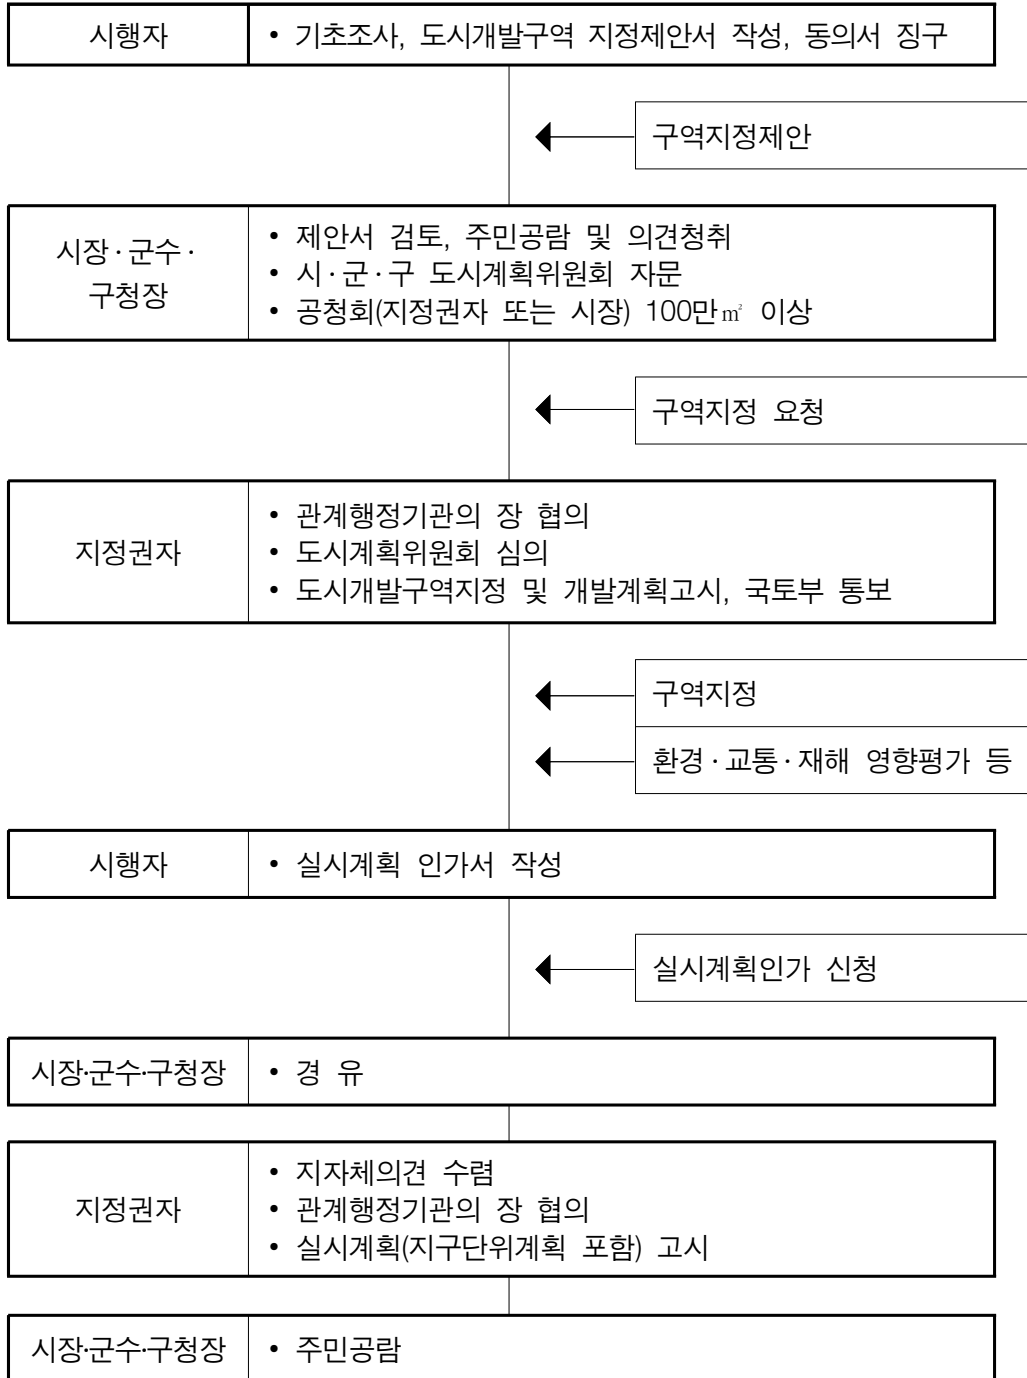 시행자
• 기초조사, 도시개발구역 지정제안서 작성, 동의서 징구
구역지정제안
시장·군수·
구청장
• 제안서 검토, 주민공람 및 의견청취
• 시·군·구 도시계획위원회 자문
• 공청회(지정권자 또는 시장) 100만㎡ 이상
구역지정 요청
지정권자
• 관계행정기관의 장 협의
• 도시계획위원회 심의
• 도시개발구역지정 및 개발계획고시, 국토부 통보
구역지정
환경·교통·재해 영향평가 등
시행자
• 실시계획 인가서 작성
실시계획인가 신청
시장·군수·구청장
• 경 유
지정권자
• 지자체의견 수렴
• 관계행정기관의 장 협의
• 실시계획(지구단위계획 포함) 고시
시장·군수·구청장
• 주민공람